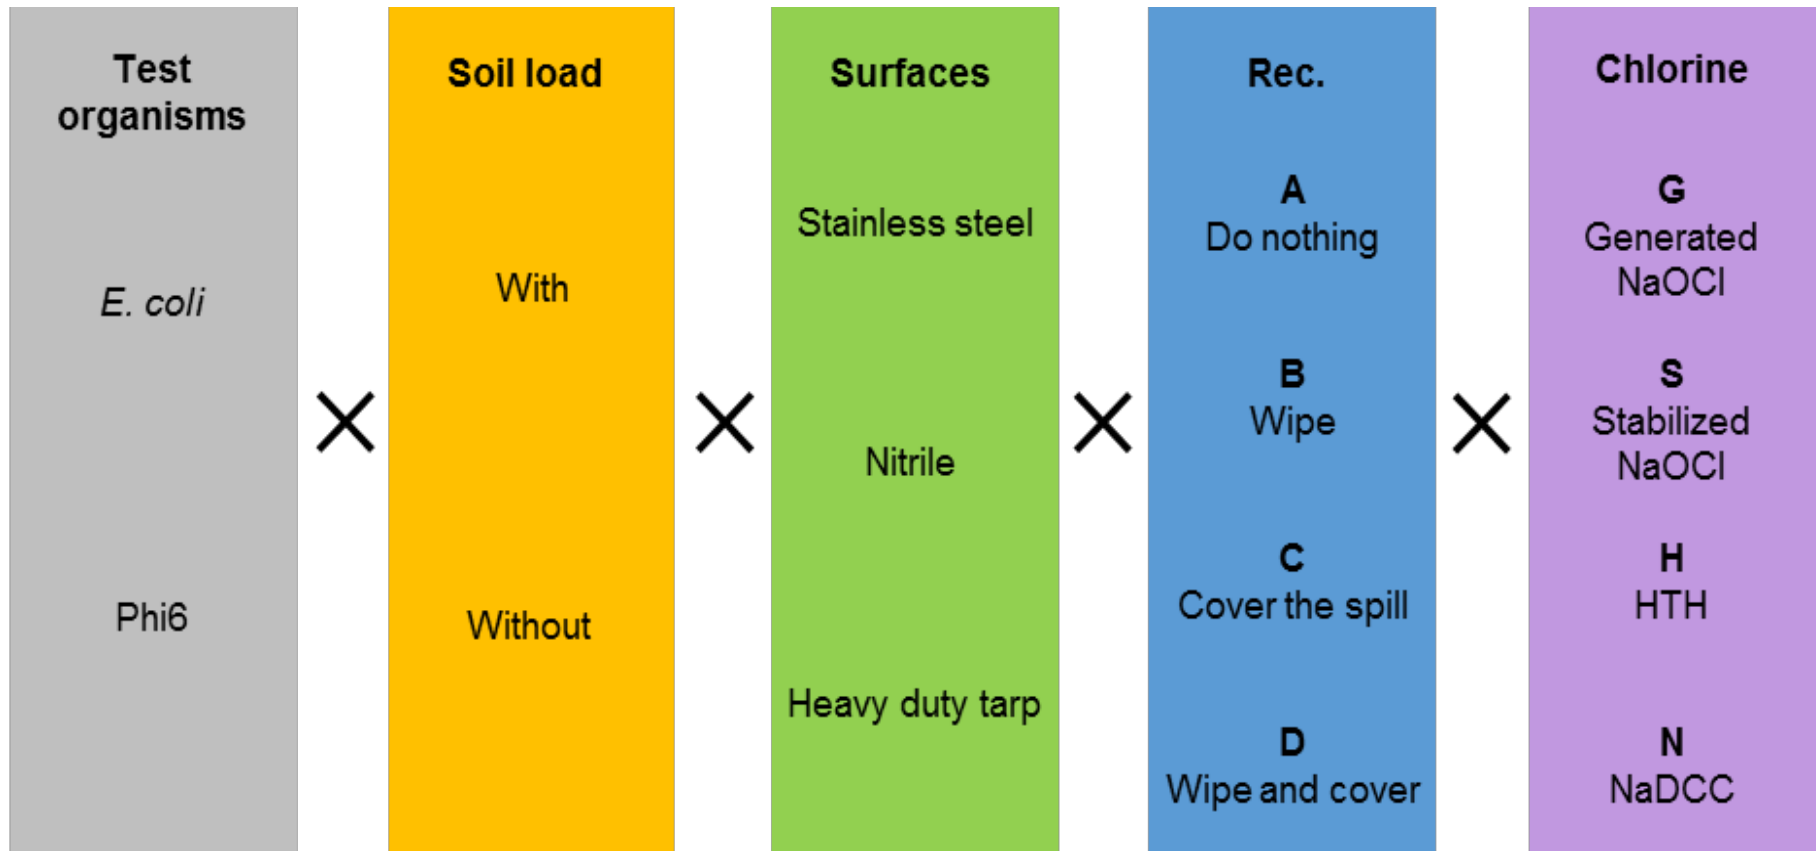 Test
organisms
E. coli
Phi6
Soil load
With
Without
Surfaces
Stainless steel
Nitrile
Heavy duty tarp
Rec.
A
Do nothing
B
Wipe
C
Cover the spill
D
Wipe and cover
Chlorine
G
Generated
NaOCl
S
Stabilized
NaOCl
H
HTH
N
NaDCC